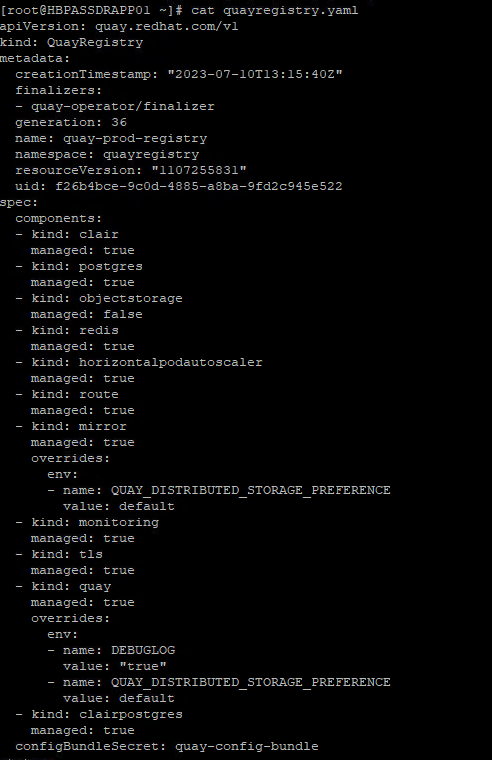 [root@HBPASSDRAPP01 ~]# cat quayregistry.yaml
apiVersion: quay.redhat.com/v1
kind: QuayRegistry
metadata:
  creationTimestamp: "2023-07-10T13:15:40Z"
  finalizers:
  - quay-operator/finalizer
  generation: 36
  name: quay-prod-registry
  namespace: quayregistry
  resourceVersion: "1107255831"
  uid: f26b4bce-9c0d-4885-a8ba-9fd2c945e522
spec:
  components:
  - kind: clair
    managed: true
  - kind: postgres
    managed: true
  - kind: objectstorage
    managed: false
  - kind: redis
    managed: true
  - kind: horizontalpodautoscaler
    managed: true
  - kind: route
    managed: true
  - kind: mirror
    managed: true
    overrides:
      env:
      - name: QUAY_DISTRIBUTED_STORAGE_PREFERENCE
        value: default
  - kind: monitoring
    managed: true
  - kind: tls
    managed: true
  - kind: quay
    managed: true
    overrides:
      env:
      - name: DEBUGLOG
        value: "true"
      - name: QUAY_DISTRIBUTED_STORAGE_PREFERENCE
        value: default
  - kind: clairpostgres
    managed: true
  configBundleSecret: quay-config-bundle